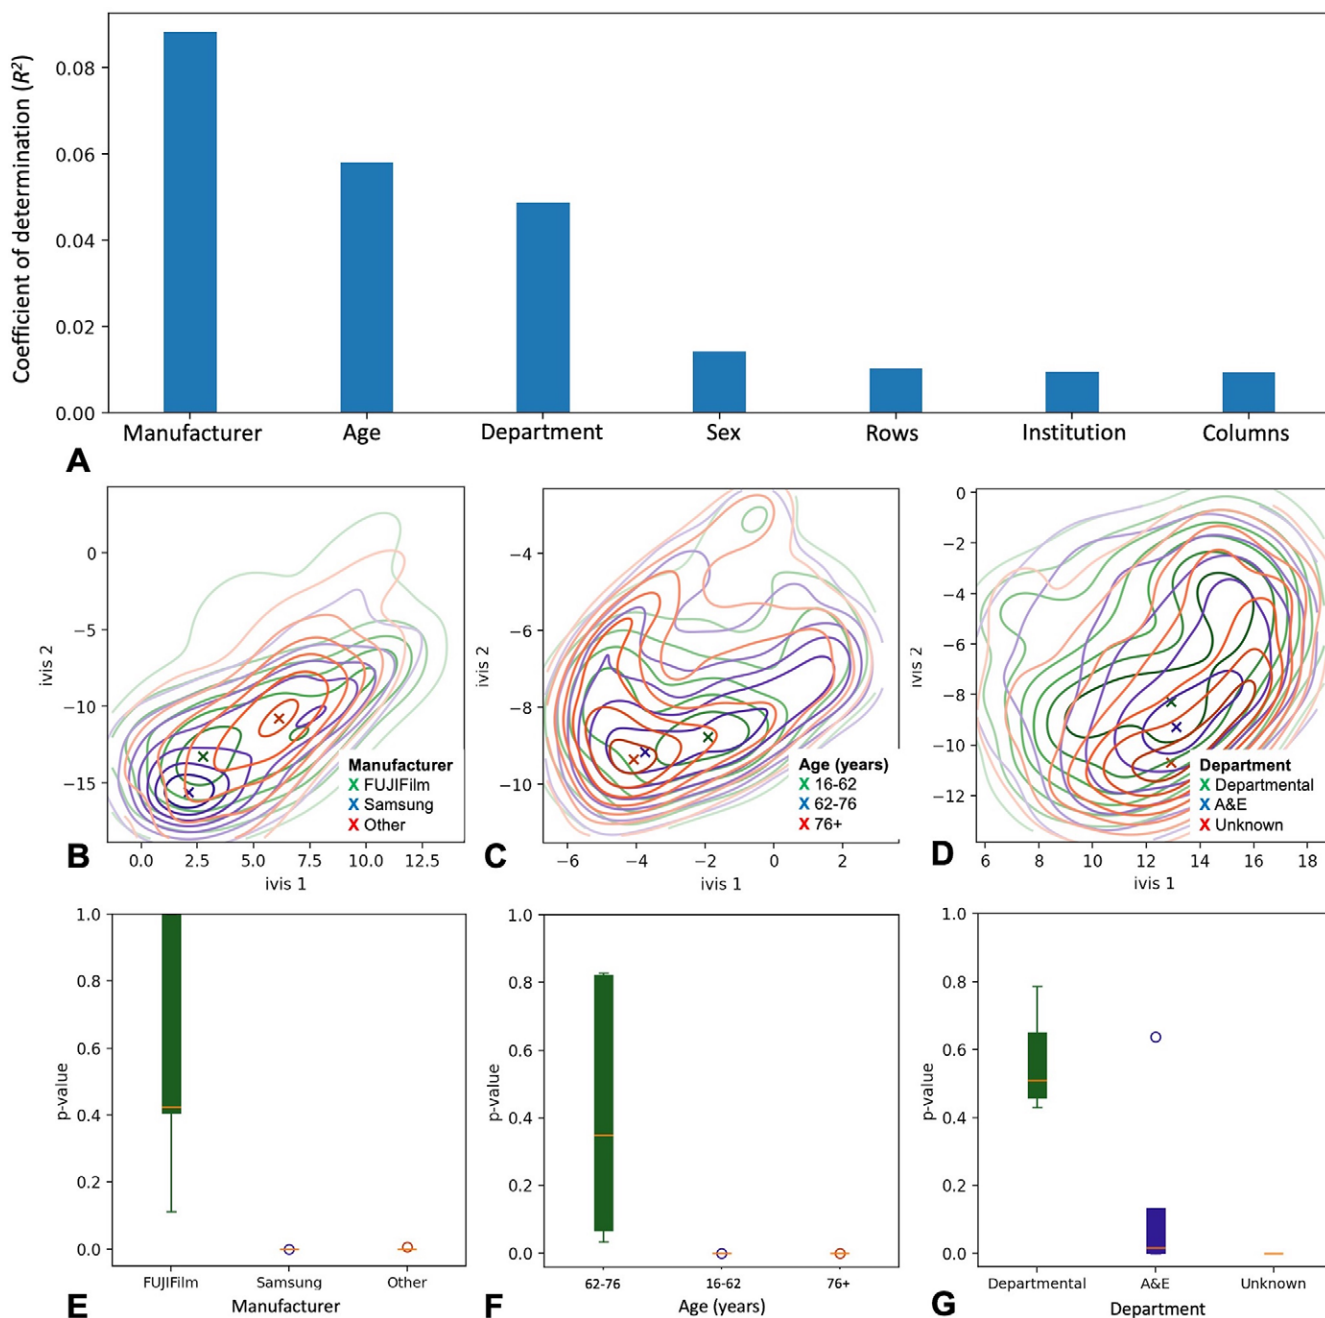 Coefficient of determination (R²)
0.08
0.06
0.04
0.02
0.00
Manufacturer Age Department Sex Rows Institution Columns
A
ivis 2
0
−5
−10
−15
Manufacturer
X FUJIFilm
X Samsung
X Other
B
0.0 2.5 5.0 7.5 10.0 12.5
ivis 1
ivis 2
−4
−6
−8
−10
Age (years)
X 16-62
X 62-76
X 76+
C
−6 −4 −2 0 2
ivis 1
ivis 2
0
−2
−4
−6
−8
−10
−12
Department
X Departmental
X A&E
X Unknown
D
6 8 10 12 14 16 18
ivis 1
p-value
1.0
0.8
0.6
0.4
0.2
0.0
FUJIFilm Samsung Other
E
Manufacturer
p-value
1.0
0.8
0.6
0.4
0.2
0.0
62-76 16-62 76+
F
Age (years)
p-value
1.0
0.8
0.6
0.4
0.2
0.0
Departmental A&E Unknown
G
Department